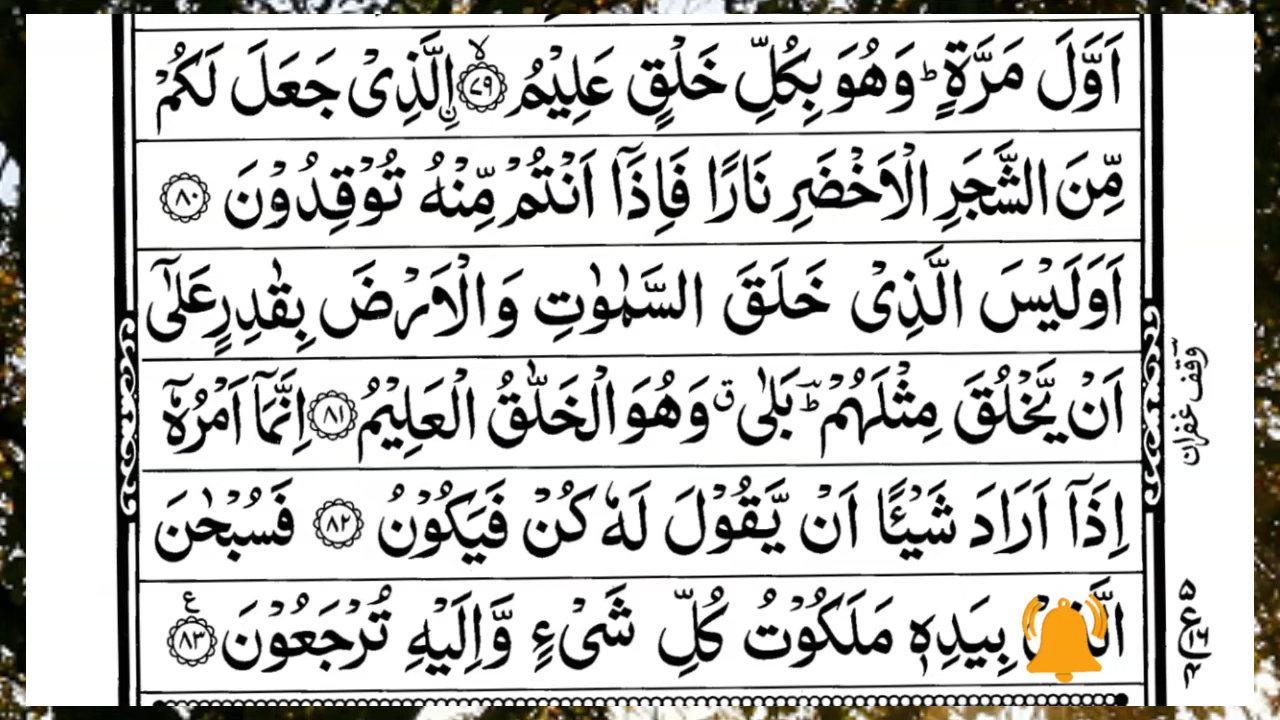 اَوَّلَ مَرَّةٍ ؕ وَهُوَ بِكُلِّ خَلْقٍ عَلِیْمُ ۙ﴿۷۹﴾ نِ الَّذِیْ جَعَلَ لَكُمْ
مِّنَ الشَّجَرِ الْاَخْضَرِ نَارًا فَاِذَاۤ اَنْتُمْ مِّنْهُ تُوْقِدُوْنَ ﴿۸۰﴾
اَوَلَیْسَ الَّذِیْ خَلَقَ السَّمٰوٰتِ وَالْاَرْضَ بِقٰدِرٍ عَلٰۤی
اَنْ یَّخْلُقَ مِثْلَهُمْ ؕ بَلٰی ق وَهُوَ الْخَلّٰقُ الْعَلِیْمُ ﴿۸۱﴾ اِنَّمَاۤ اَمْرُهٗۤ
اِذَاۤ اَرَادَ شَیْـًٔا اَنْ یَّقُوْلَ لَهٗ كُنْ فَیَكُوْنُ ﴿۸۲﴾ فَسُبْحٰنَ
بِیَدِهٖ مَلَكُوْتُ كُلِّ شَیْءٍ وَّاِلَیْهِ تُرْجَعُوْنَ ﴿۸۳﴾ ع
وقف غفران